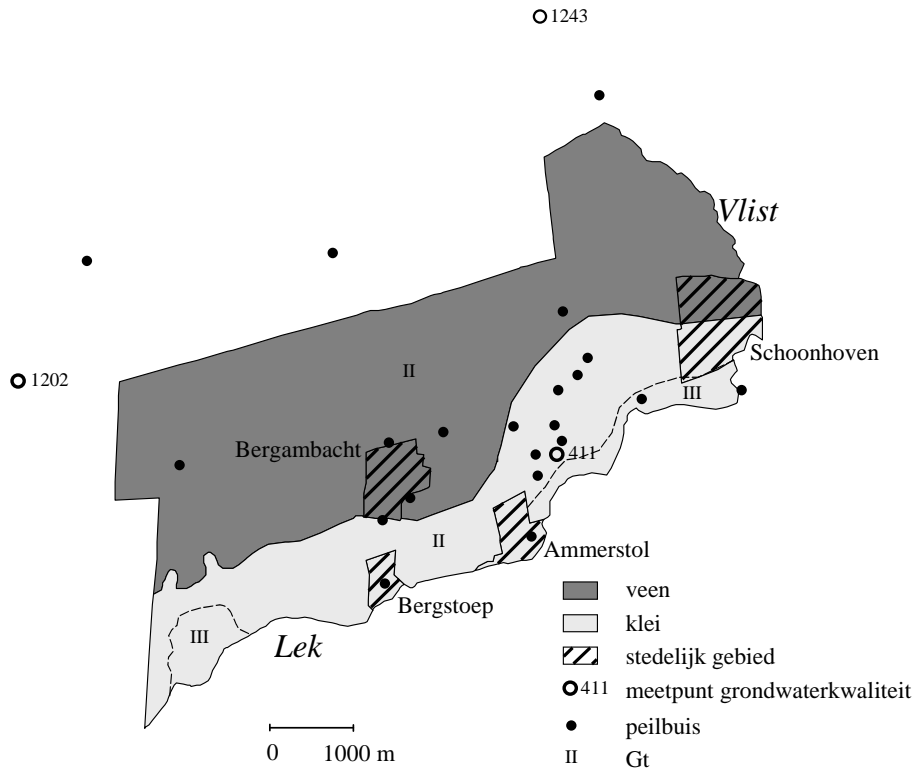 1243
Vlist
II
1202
Schoonhoven
III
Bergambacht
411
II
Ammerstol
Bergstoep
III
Lek
veen
klei
stedelijk gebied
411 meetpunt grondwaterkwaliteit
peilbuis
II Gt
0 1000 m